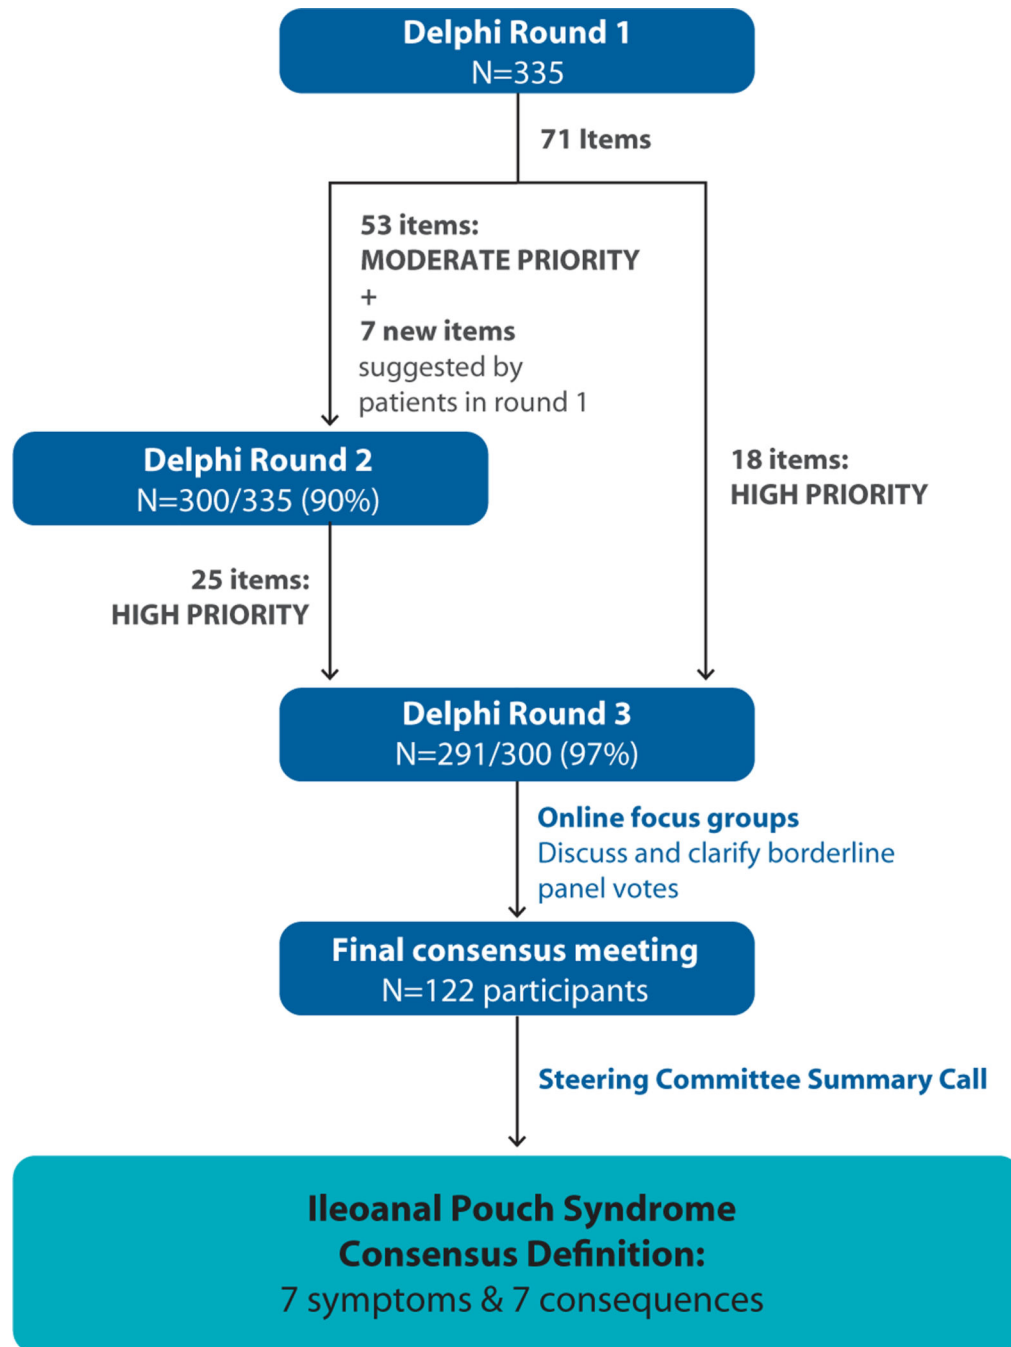 Delphi Round 1
N=335
71 Items
53 items:
MODERATE PRIORITY
+
7 new items
suggested by
patients in round 1
Delphi Round 2
N=300/335 (90%)
18 items:
HIGH PRIORITY
25 items:
HIGH PRIORITY
Delphi Round 3
N=291/300 (97%)
Online focus groups
Discuss and clarify borderline
panel votes
Final consensus meeting
N=122 participants
Steering Committee Summary Call
Ileoanal Pouch Syndrome
Consensus Definition:
7 symptoms & 7 consequences